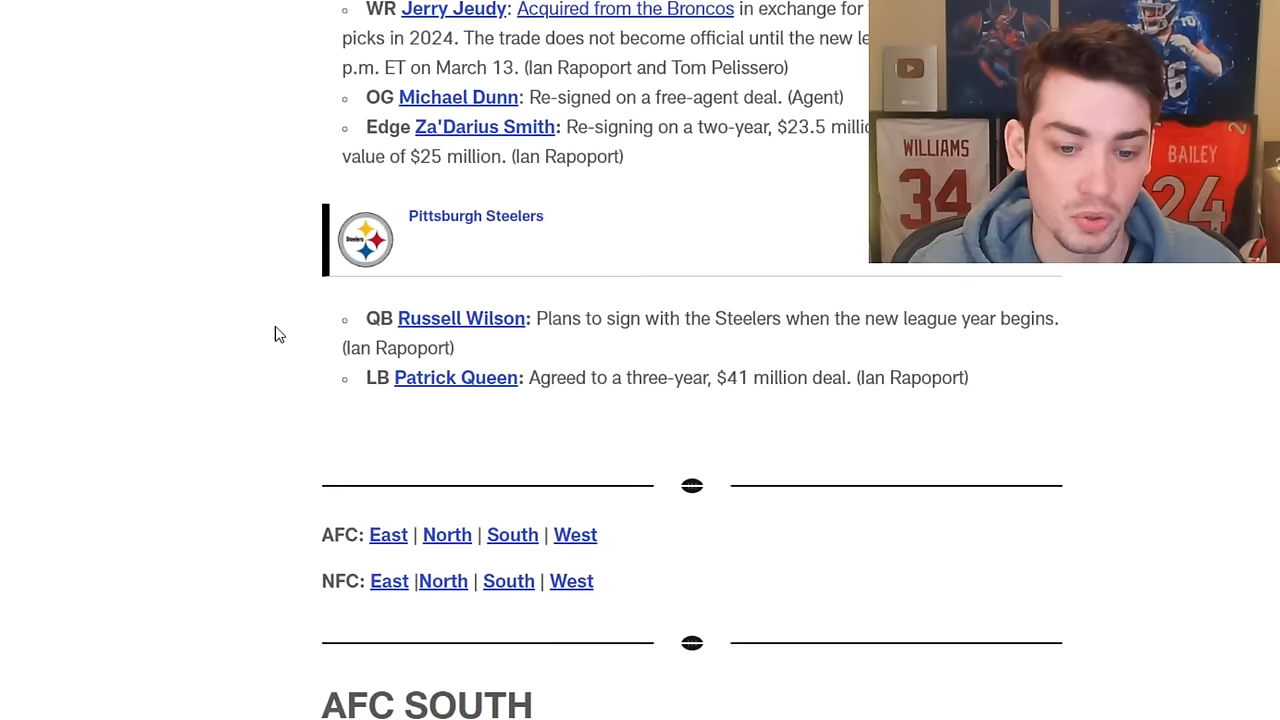 WR Jerry Jeudy: Acquired from the Broncos in exchange for
picks in 2024. The trade does not become official until the new le
p.m. ET on March 13. (Ian Rapoport and Tom Pelissero)
OG Michael Dunn: Re-signed on a free-agent deal. (Agent)
Edge Za'Darius Smith: Re-signing on a two-year, $23.5 millio
value of $25 million. (Ian Rapoport)
WILLIAMS
34
BAILEY
24
2
Steelers
Pittsburgh Steelers
QB Russell Wilson: Plans to sign with the Steelers when the new league year begins.
(Ian Rapoport)
LB Patrick Queen: Agreed to a three-year, $41 million deal. (Ian Rapoport)
AFC: East | North | South | West
NFC: East |North | South | West
AFC SOUTH